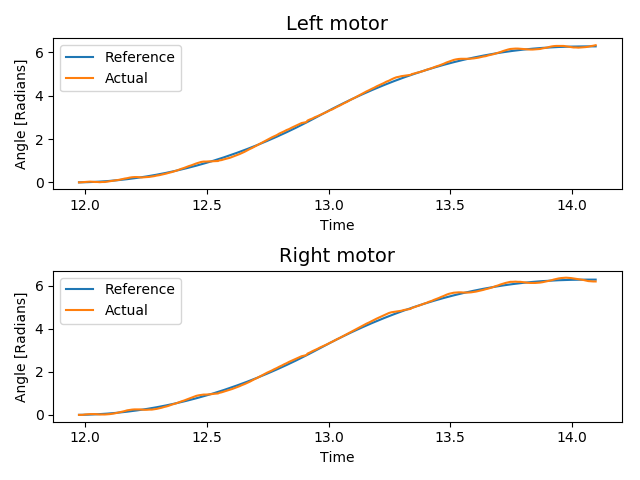 Left motor
6
4
2
0
Angle [Radians]
Reference
Actual
12.0 12.5 13.0 13.5 14.0
Time
Right motor
6
4
2
0
Angle [Radians]
Reference
Actual
12.0 12.5 13.0 13.5 14.0
Time